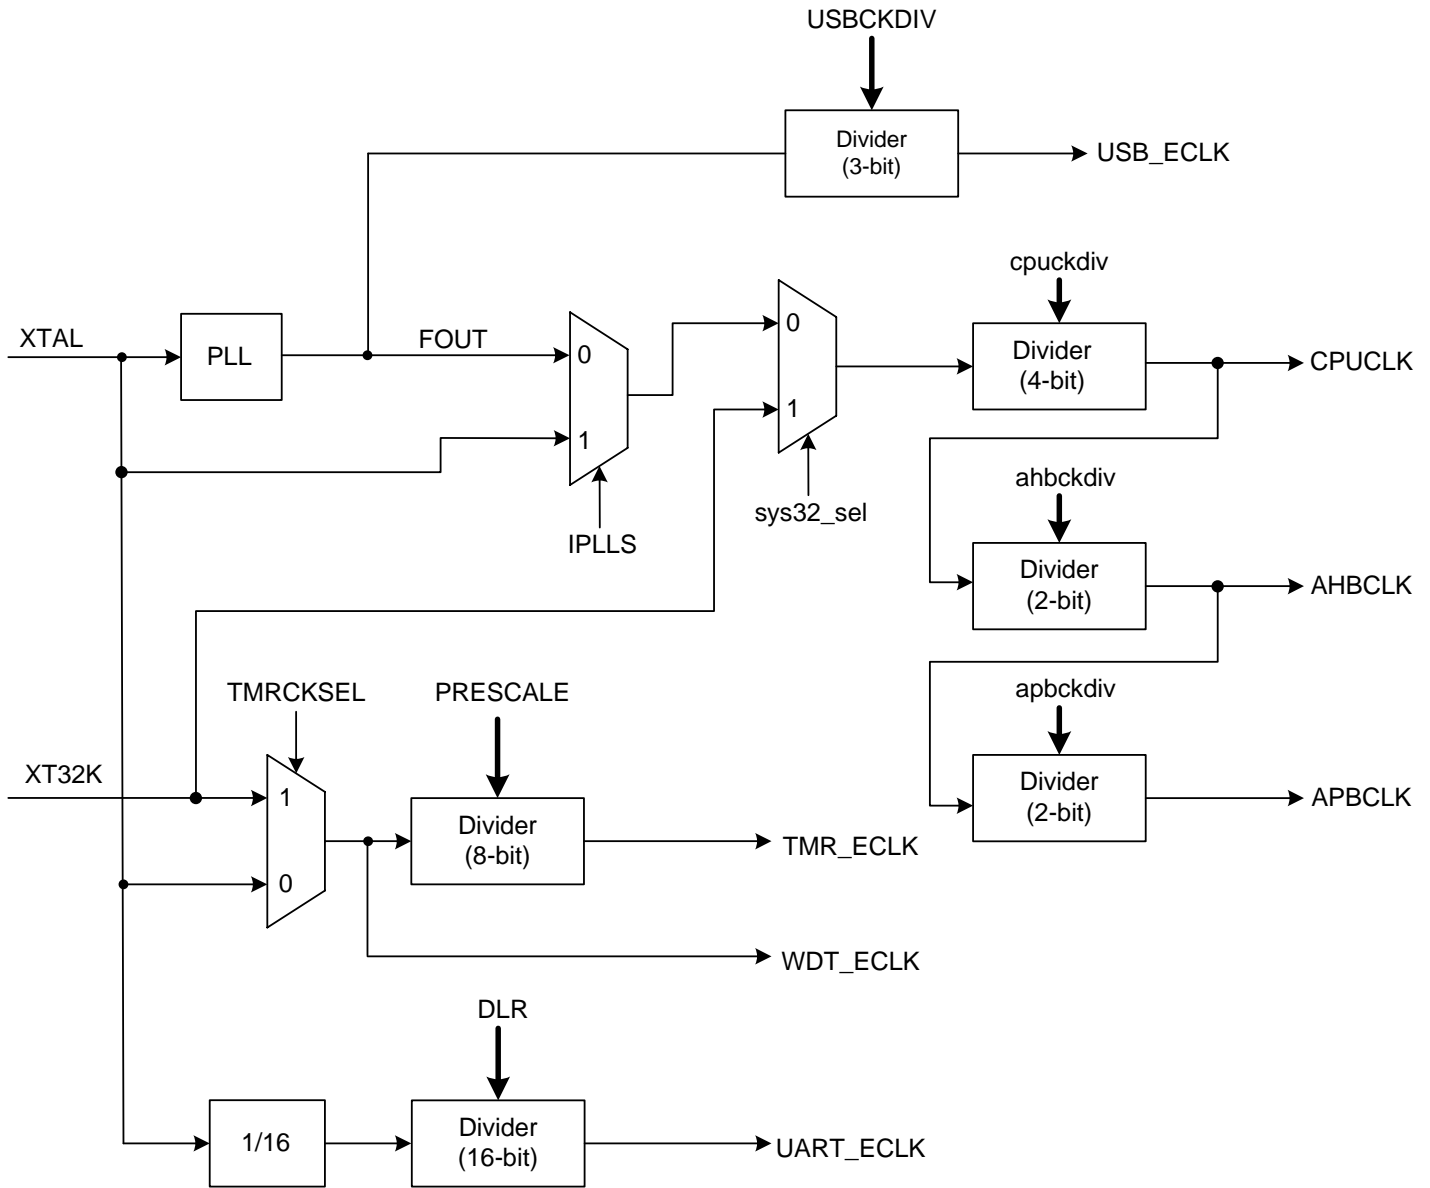 USBCKDIV
Divider
(3-bit)
USB_ECLK
cpuckdiv
XTAL
PLL
FOUT
0
1
IPLLS
0
1
sys32_sel
Divider
(4-bit)
CPUCLK
ahbckdiv
Divider
(2-bit)
AHBCLK
apbckdiv
Divider
(2-bit)
APBCLK
TMRCKSEL
PRESCALE
XT32K
1
0
Divider
(8-bit)
TMR_ECLK
WDT_ECLK
DLR
1/16
Divider
(16-bit)
UART_ECLK